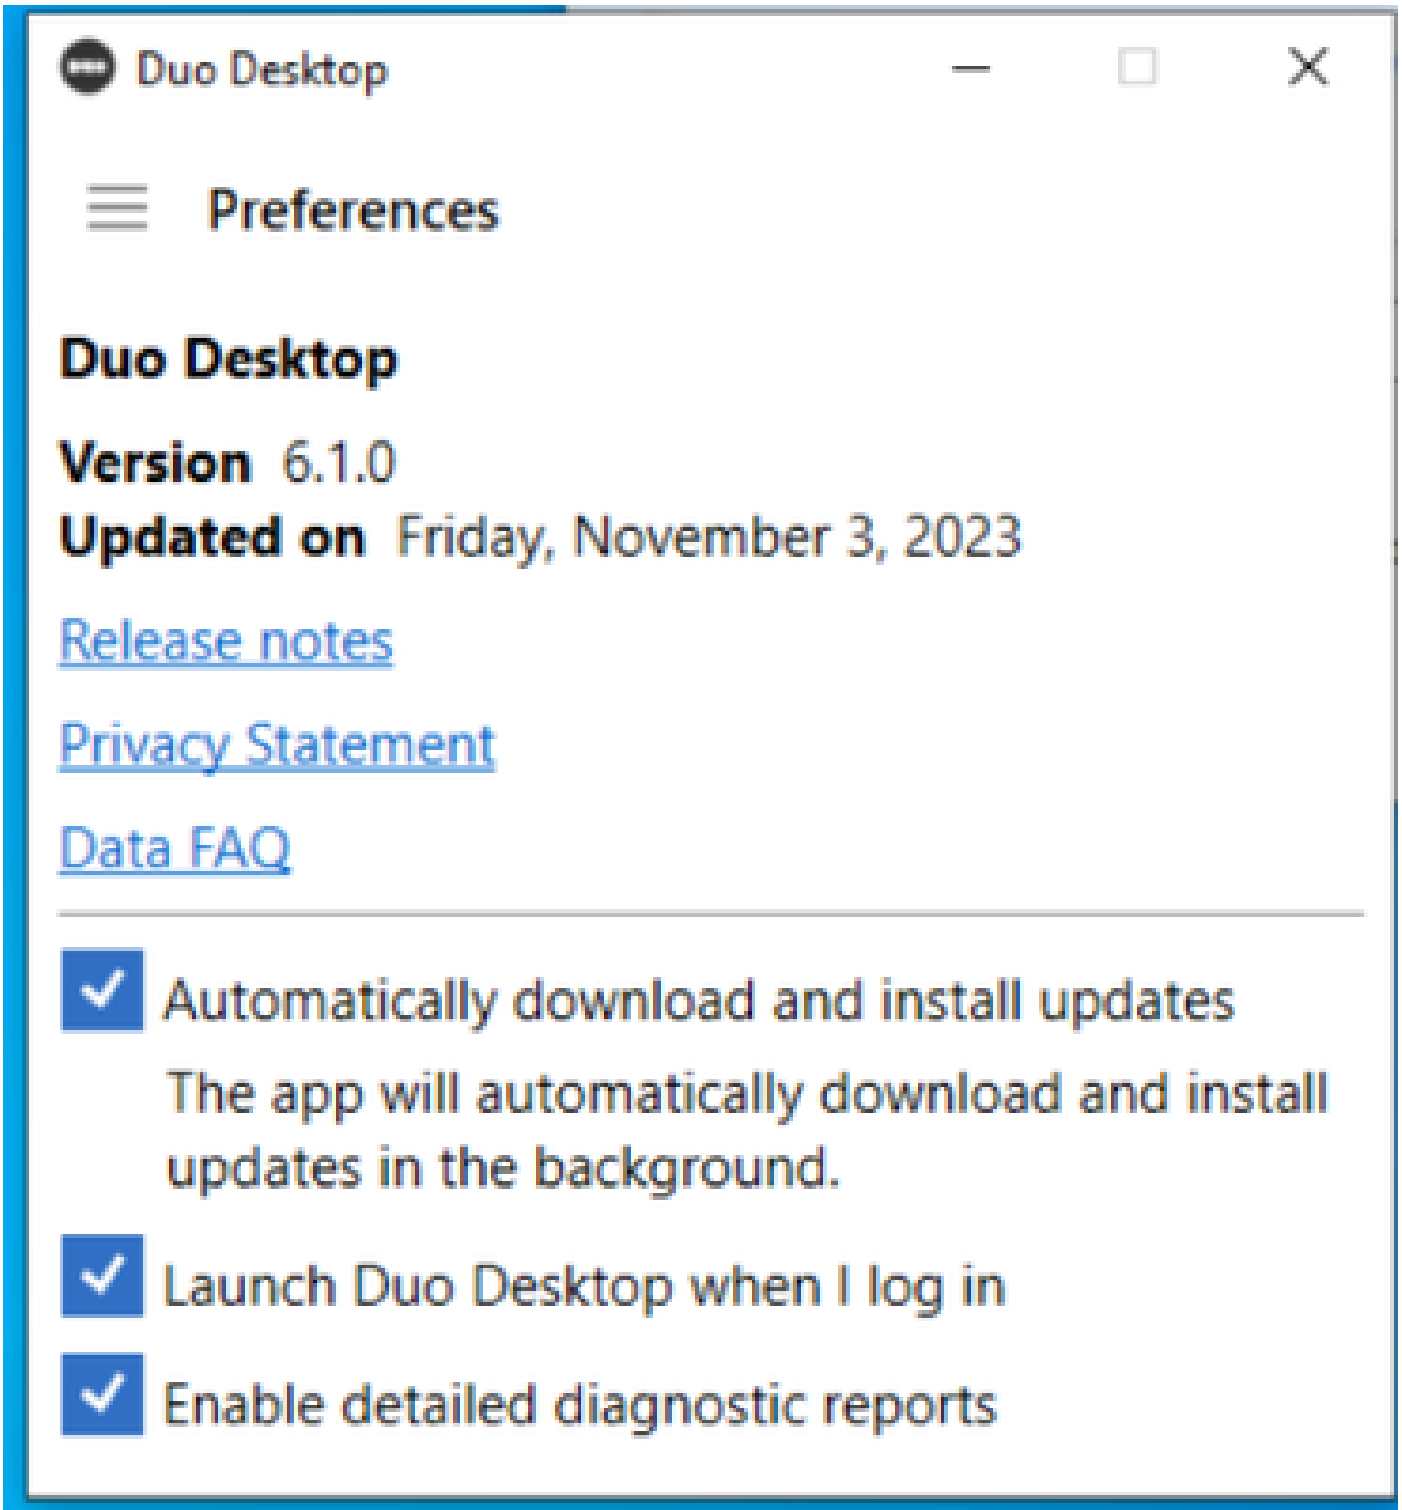 Duo Desktop
Preferences
Duo Desktop
Version 6.1.0
Updated on Friday, November 3, 2023
Release notes
Privacy Statement
Data FAQ
Automatically download and install updates
The app will automatically download and install
updates in the background.
Launch Duo Desktop when I log in
Enable detailed diagnostic reports